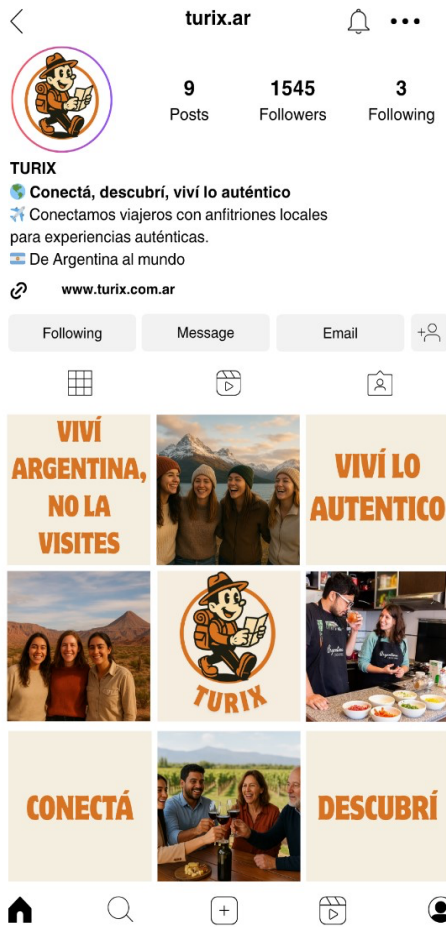 turix.ar
9
Posts
1545
Followers
3
Following
TURIX
Conectá, descubrí, viví lo auténtico
Conectamos viajeros con anfitriones locales
para experiencias auténticas.
De Argentina al mundo
www.turix.com.ar
Following
Message
Email
VIVÍ
ARGENTINA,
NO LA
VISITES
VIVÍ LO
AUTENTICO
TURIX
Argentina
CONECTÁ
DESCUBRÍ